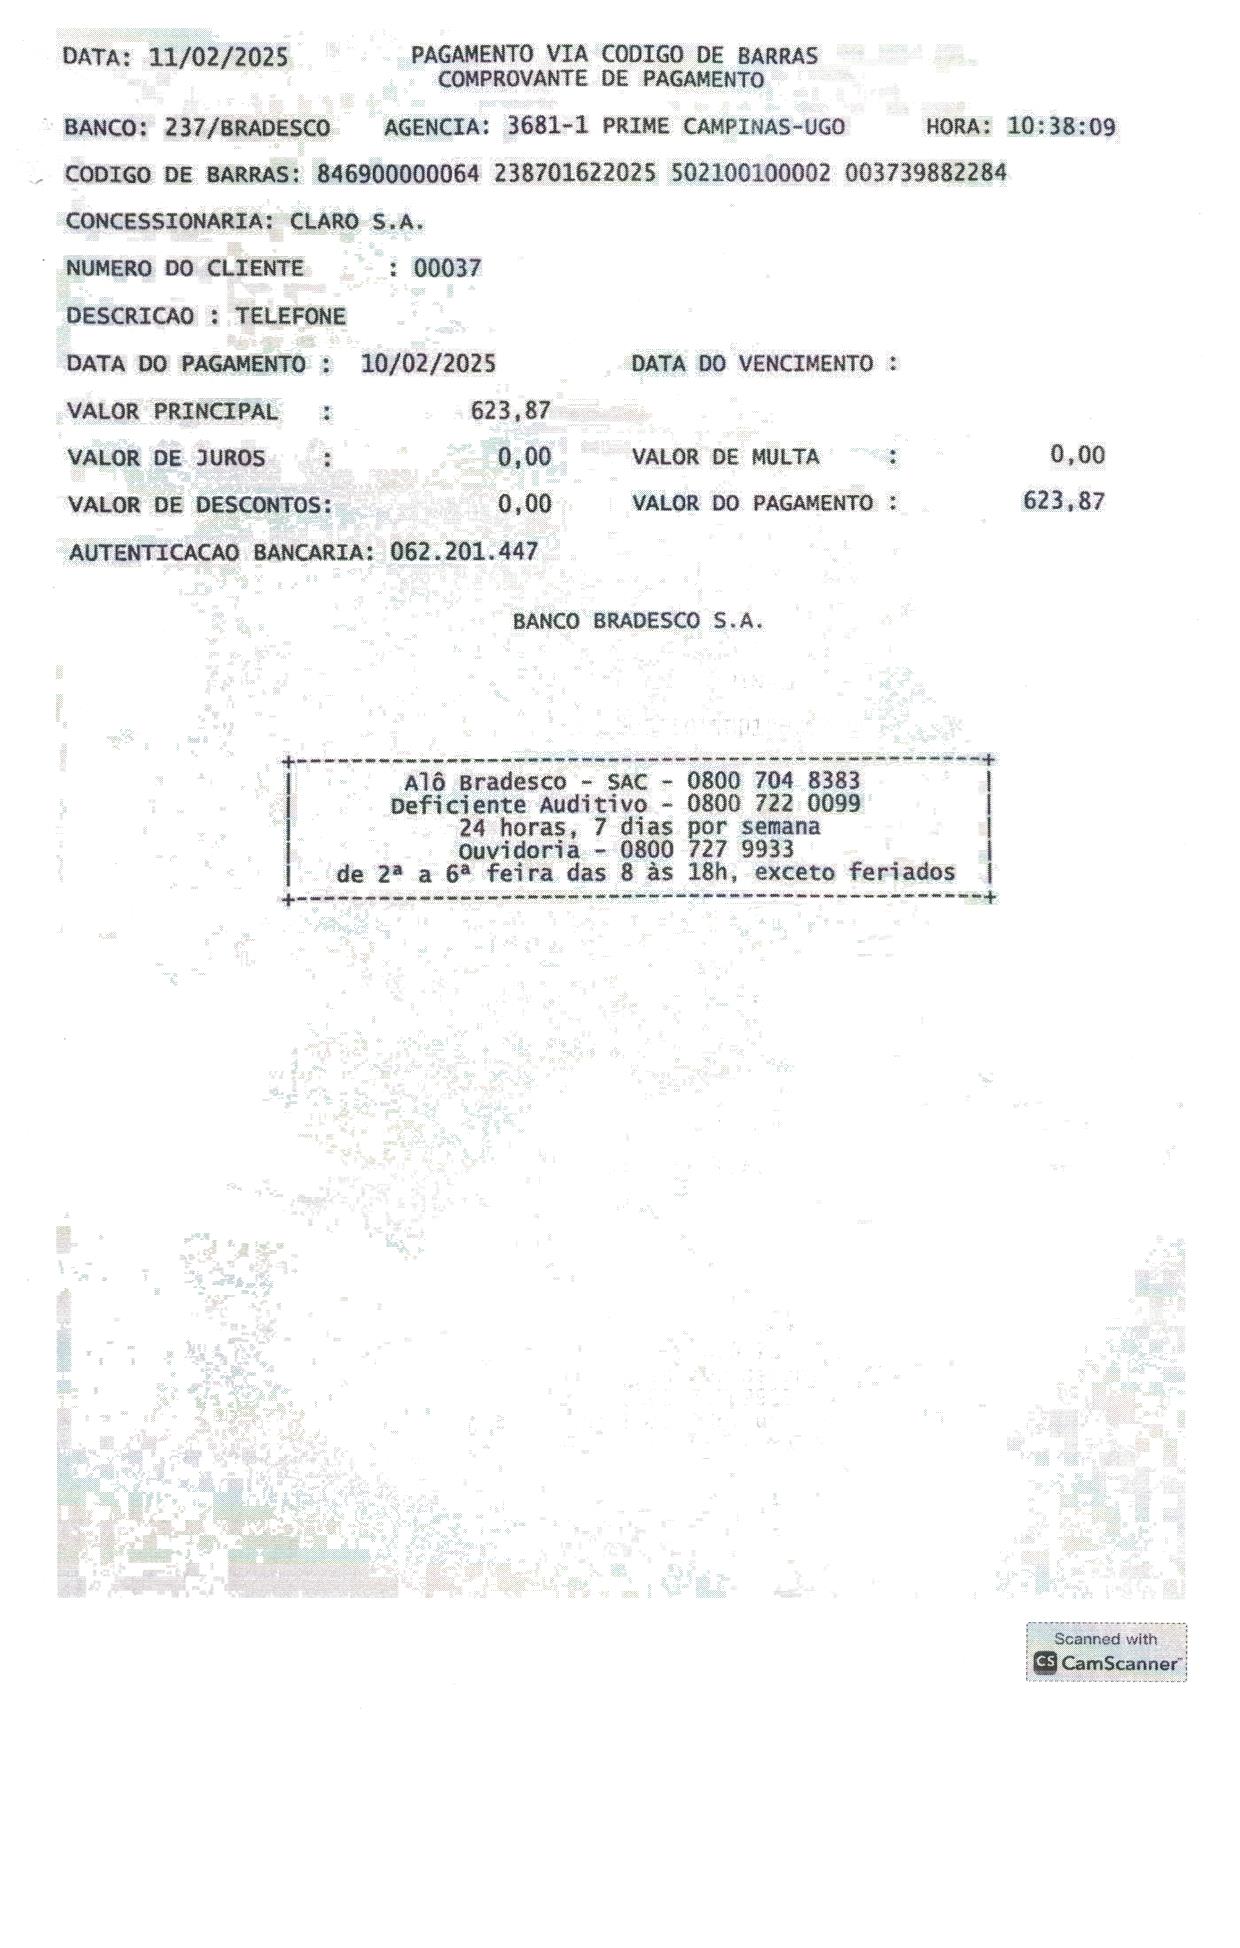 DATA: 11/02/2025 PAGAMENTO VIA CODIGO DE BARRAS
COMPROVANTE DE PAGAMENTO
BANCO: 237/BRADESCO AGENCIA: 3681-1 PRIME CAMPINAS-UGO HORA: 10:38:09
CODIGO DE BARRAS: 846900000064 238701622025 502100100002 003739882284
CONCESSIONARIA: CLARO S.A.
NUMERO DO CLIENTE : 00037
DESCRICAO : TELEFONE
DATA DO PAGAMENTO : 10/02/2025 DATA DO VENCIMENTO :
VALOR PRINCIPAL : 623,87
VALOR DE JUROS : 0,00 VALOR DE MULTA : 0,00
VALOR DE DESCONTOS: 0,00 VALOR DO PAGAMENTO : 623,87
AUTENTICACAO BANCARIA: 062.201.447
BANCO BRADESCO S.A.
Alô Bradesco - SAC - 0800 704 8383
Deficiente Auditivo - 0800 722 0099
24 horas, 7 dias por semana
Ouvidoria - 0800 727 9933
de 2ª a 6ª feira das 8 às 18h, exceto feriados
Scanned with
CS CamScanner